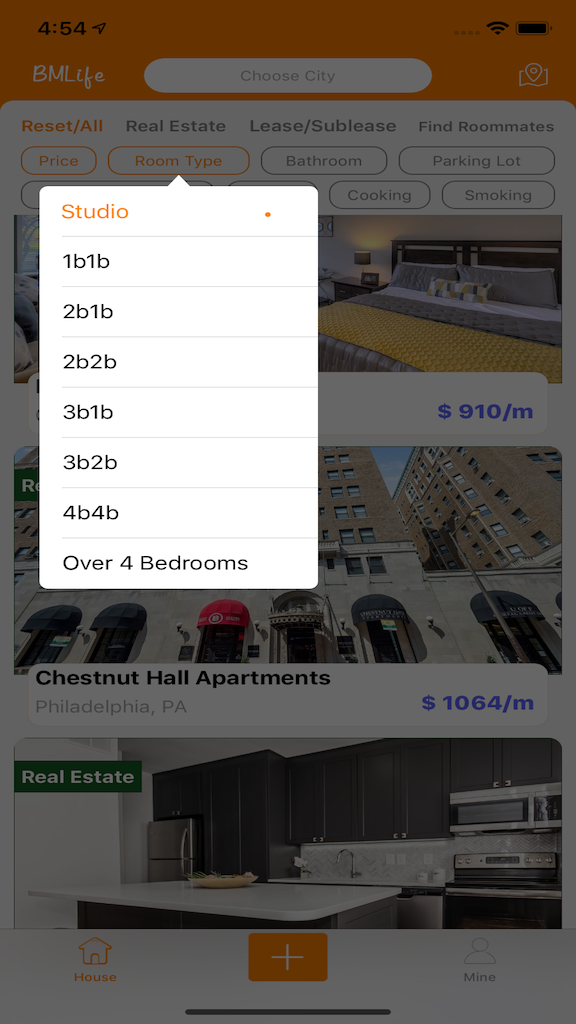 4:54
BMLife
Choose City
Reset/All Real Estate Lease/Sublease Find Roommates
Price Room Type Bathroom Parking Lot
Cooking Smoking
Studio
1b1b
2b1b
2b2b
3b1b
3b2b
4b4b
Over 4 Bedrooms
$ 910/m
Re
Chestnut Hall Apartments
Philadelphia, PA
$ 1064/m
Real Estate
House
Mine